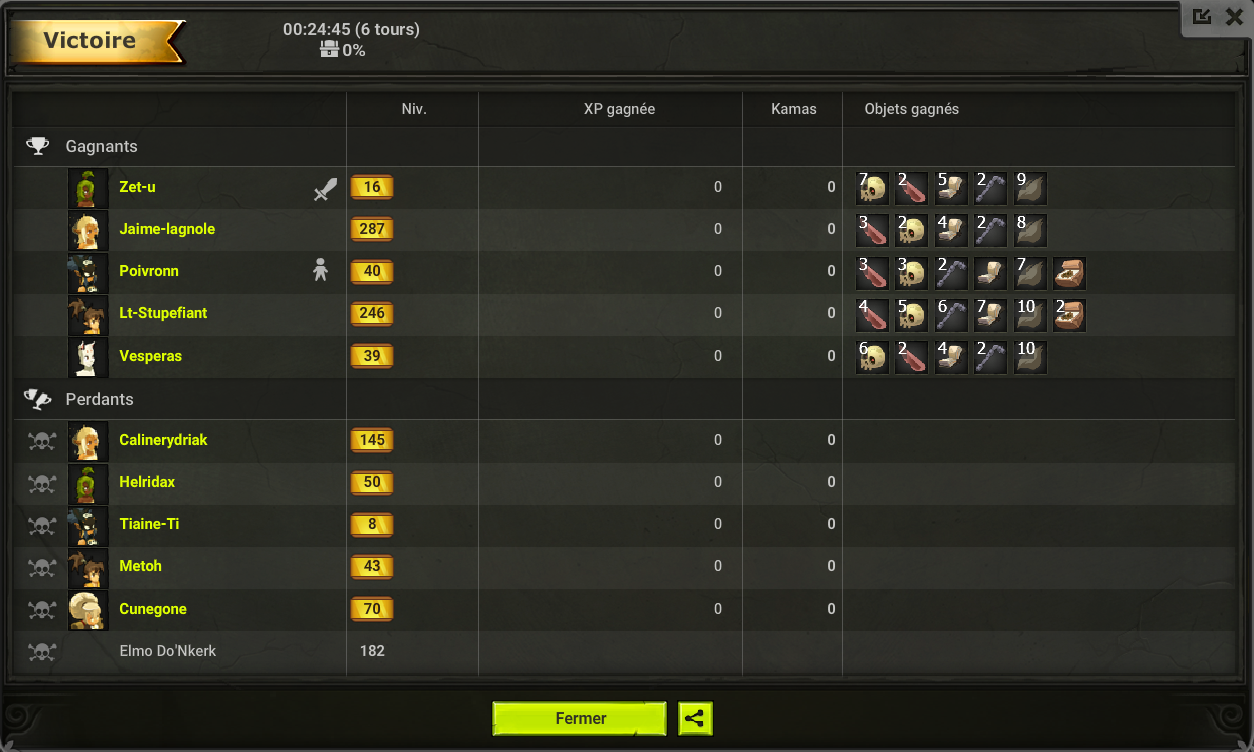 Victoire
00:24:45 (6 tours)
0%
Niv. XP gagnée Kamas Objets gagnés
Gagnants
Zet-u 16 0 0 7 2 5 2 9
Jaime-lagnole 287 0 0 3 2 4 2 8
Poivronn 40 0 0 3 3 2 7
Lt-Stupefiant 246 0 0 4 5 6 7 10 2
Vesperas 39 0 0 6 2 4 2 10
Perdants
Calinerydriak 145 0 0
Helridax 50 0 0
Tiaine-Ti 8 0 0
Metoh 43 0 0
Cunegone 70 0 0
Elmo Do'Nkerk 182
Fermer